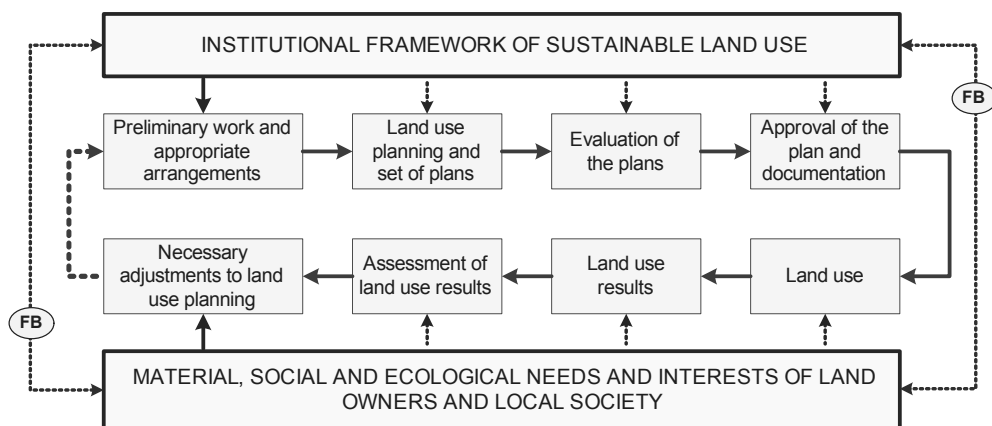 INSTITUTIONAL FRAMEWORK OF SUSTAINABLE LAND USE
FB
FB
Preliminary work and
appropriate
arrangements
Land use
planning and
set of plans
Evaluation of
the plans
Approval of the
plan and
documentation
Necessary
adjustments to land
use planning
Assessment of
land use results
Land use
results
Land use
MATERIAL, SOCIAL AND ECOLOGICAL NEEDS AND INTERESTS OF LAND
OWNERS AND LOCAL SOCIETY